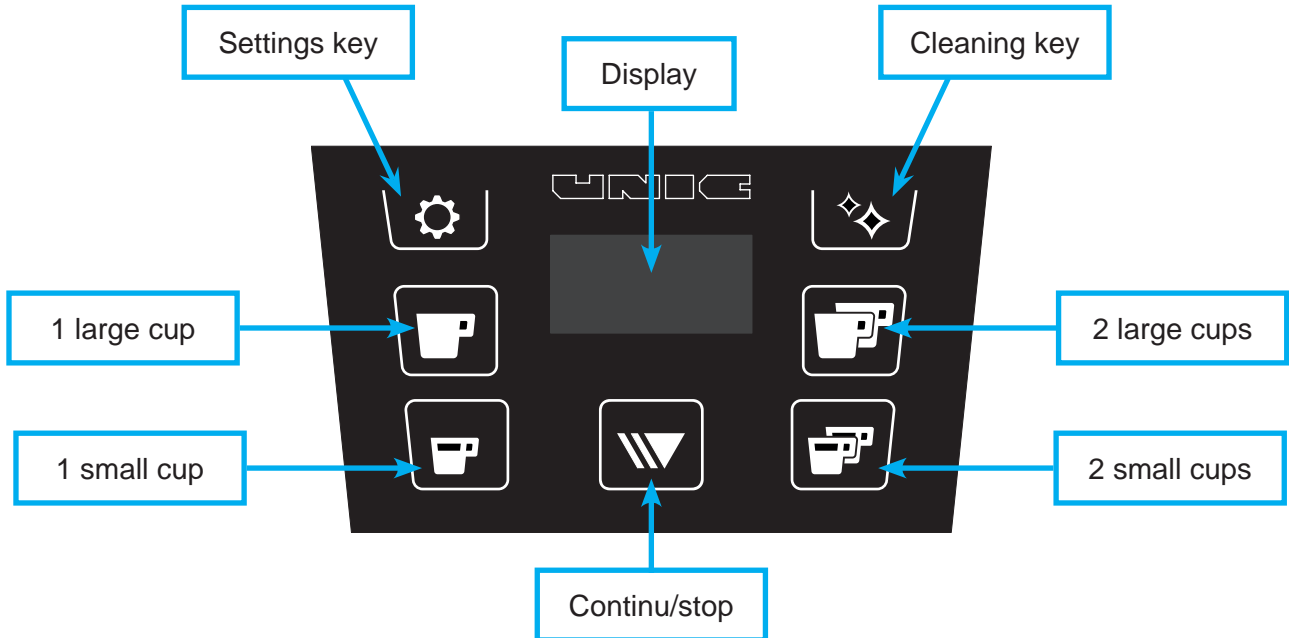 Settings key
Cleaning key
Display
UNIC
1 large cup
2 large cups
1 small cup
2 small cups
Continu/stop